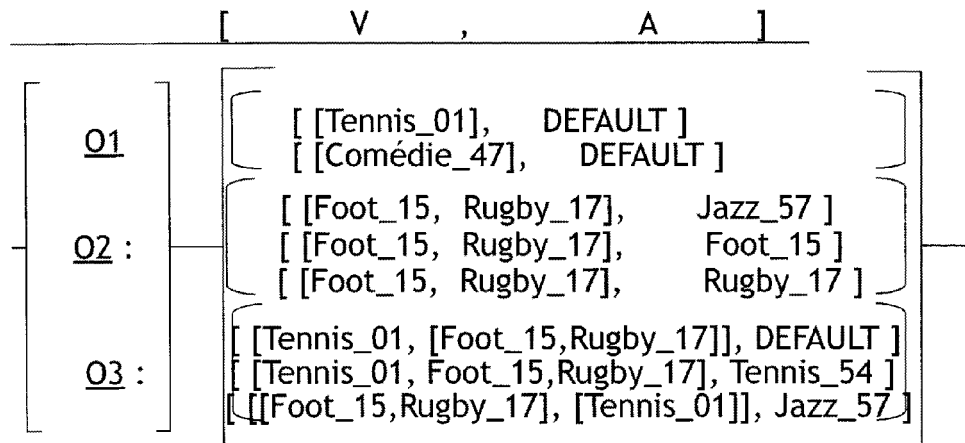 [ V , A ]
[ [Tennis_01], DEFAULT ]
O1
[ [Comédie_47], DEFAULT ]
[ [Foot_15, Rugby_17], Jazz_57 ]
O2 : [ [Foot_15, Rugby_17], Foot_15 ]
[ [Foot_15, Rugby_17], Rugby_17 ]
[ [Tennis_01, [Foot_15,Rugby_17]], DEFAULT ]
O3 : [ [Tennis_01, Foot_15,Rugby_17], Tennis_54 ]
[ [[Foot_15,Rugby_17], [Tennis_01]], Jazz_57 ]